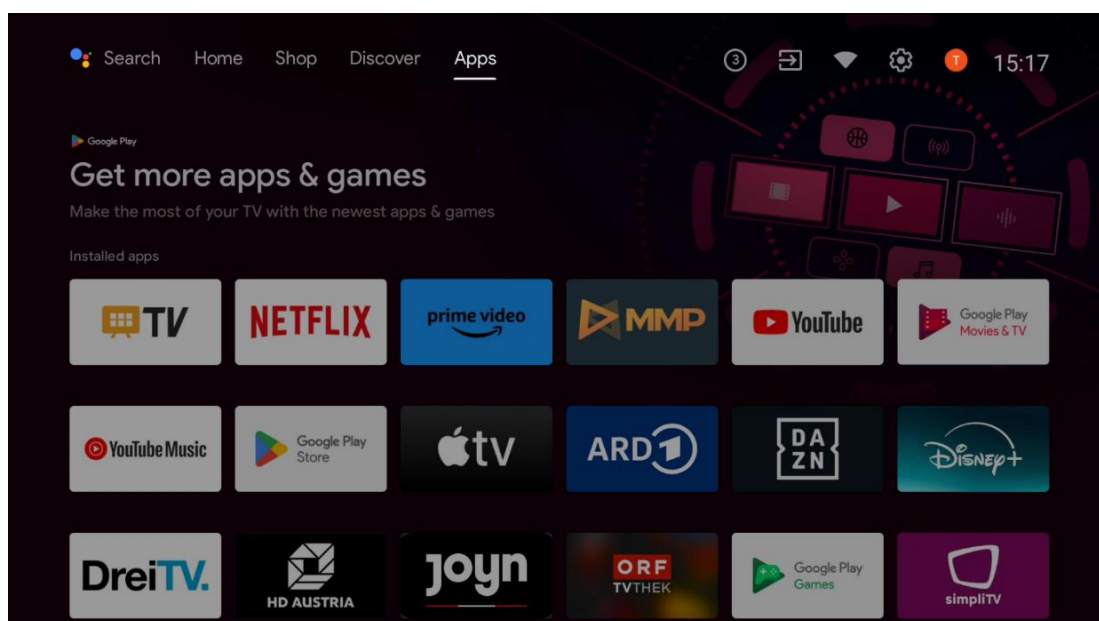 Search Home Shop Discover Apps 3 T 15:17
Google Play
Get more apps & games
Make the most of your TV with the newest apps & games
Installed apps
TV NETFLIX prime video MMP YouTube Google Play Movies & TV
YouTube Music Google Play Store tv ARD 1 DAZN Disney+
DreiTV. HD AUSTRIA Joyn ORF TVTHEK Google Play Games simpliTV